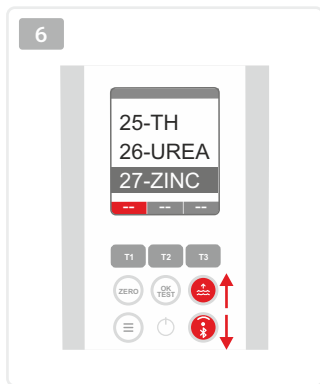 6
25-TH
26-UREA
27-ZINC
-- -- --
T1 T2 T3
ZERO
OK
TEST